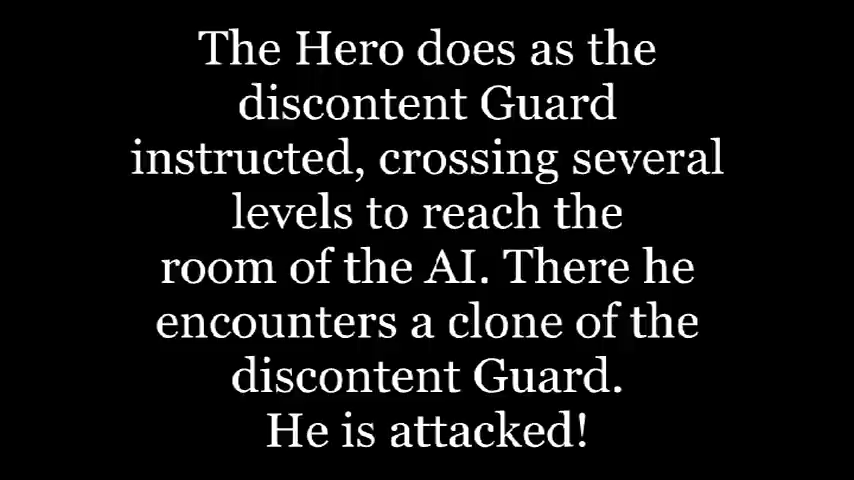 The Hero does as the
discontent Guard
instructed, crossing several
levels to reach the
room of the AI. There he
encounters a clone of the
discontent Guard.
He is attacked!